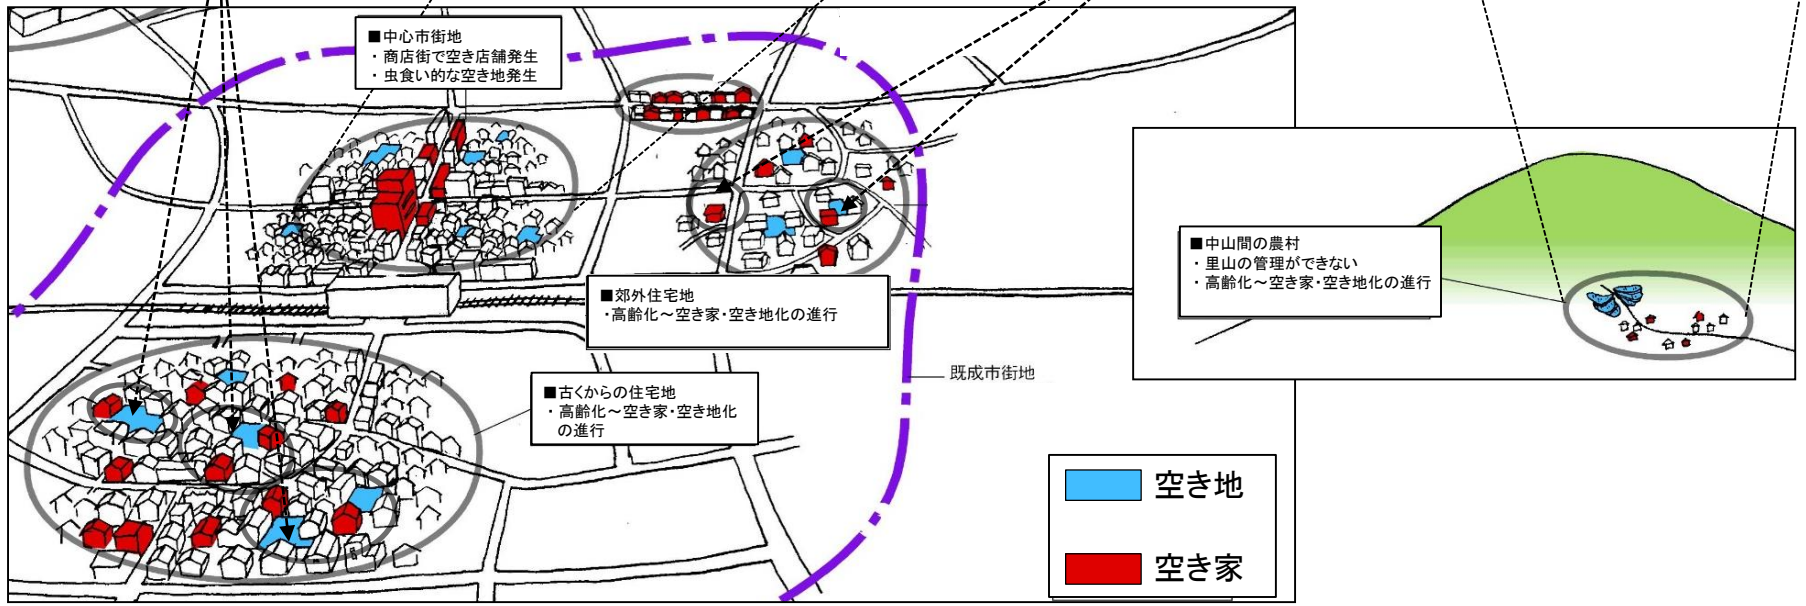 ■中心市街地
・商店街で空き店舗発生
・虫食い的な空き地発生
■郊外住宅地
・高齢化～空き家・空き地化の進行
■古くからの住宅地
・高齢化～空き家・空き地化
の進行
既成市街地
■中山間の農村
・里山の管理ができない
・高齢化～空き家・空き地化の進行
空き地
空き家